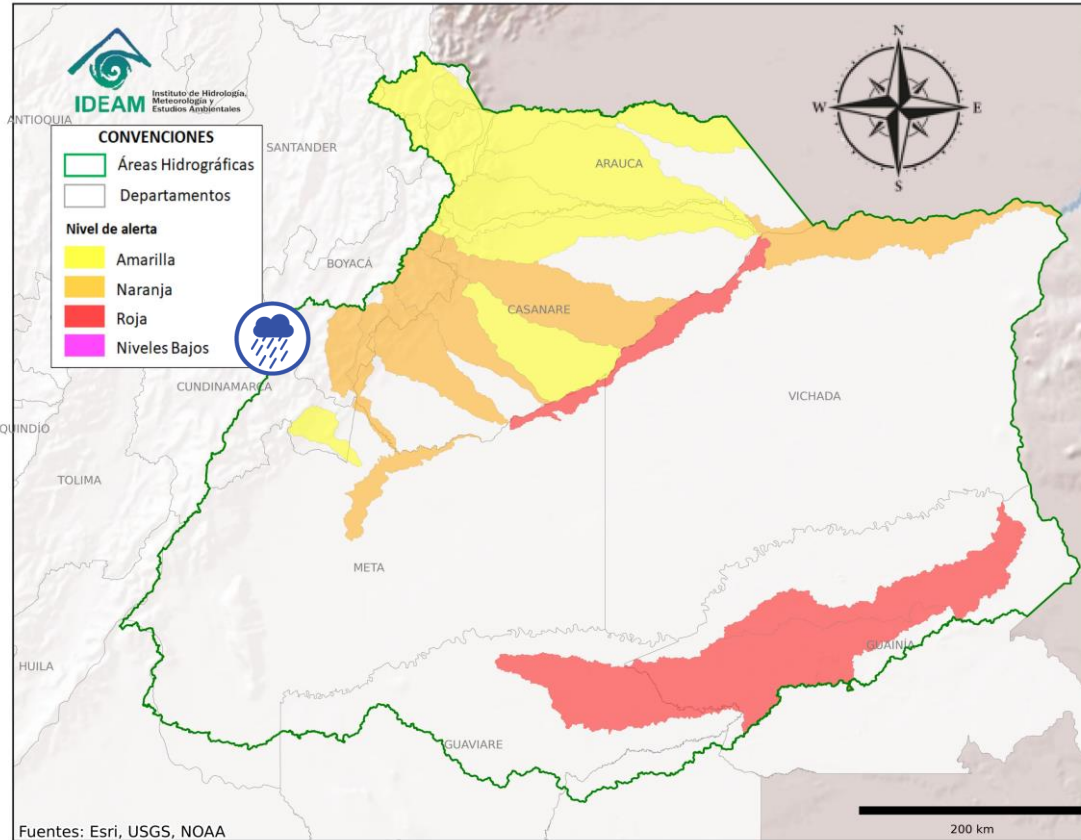 IDEAM
Instituto de Hidrología,
Meteorología y
Estudios Ambientales
CONVENCIONES
Áreas Hidrográficas
Departamentos
Nivel de alerta
Amarilla
Naranja
Roja
Niveles Bajos
N
W
E
S
ANTIOQUIA
SANTANDER
ARAUCA
BOYACÁ
CASANARE
CUNDINAMARCA
VICHADA
QUINDÍO
TOLIMA
META
HUILA
GUAINÍA
GUAVIARE
Fuentes: Esri, USGS, NOAA
200 km